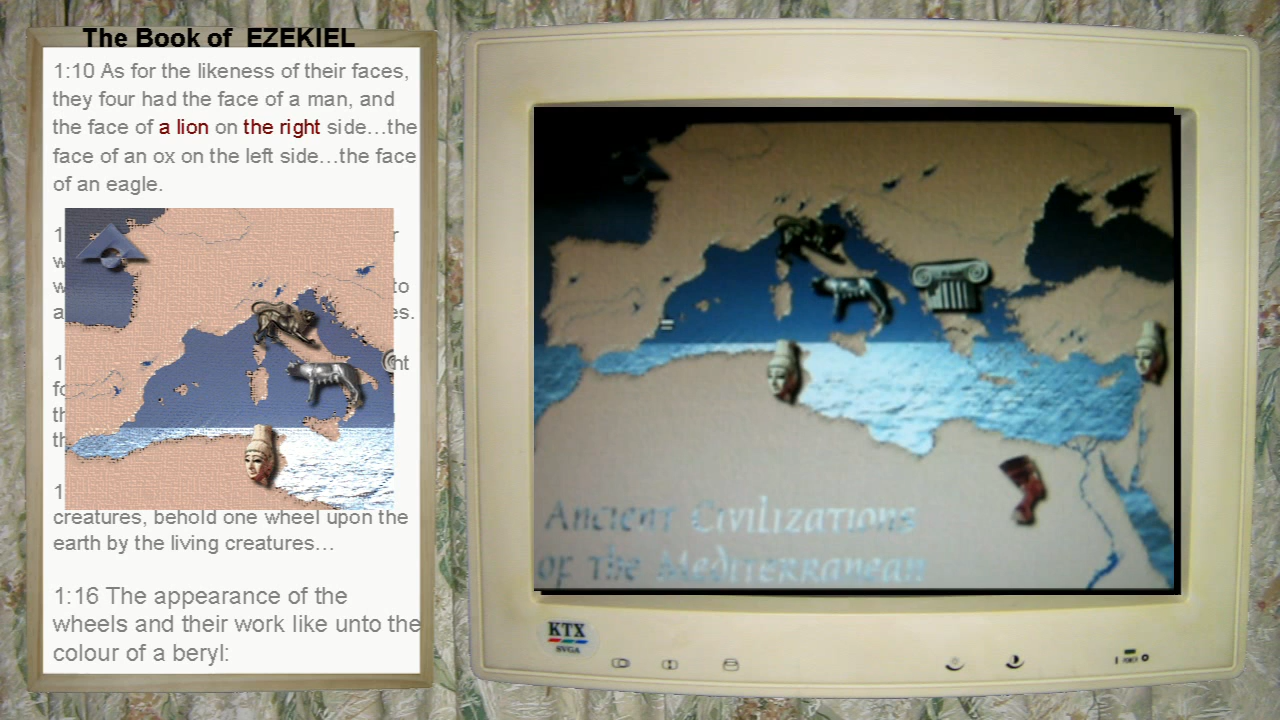 The Book of EZEKIEL
1:10 As for the likeness of their faces,
they four had the face of a man, and
the face of a lion on the right side…the
face of an ox on the left side…the face
of an eagle.
creatures, behold one wheel upon the
earth by the living creatures…
1:16 The appearance of the
wheels and their work like unto the
colour of a beryl:
Ancient Civilizations
of the Mediterranean
KTX
SVGA
POWER